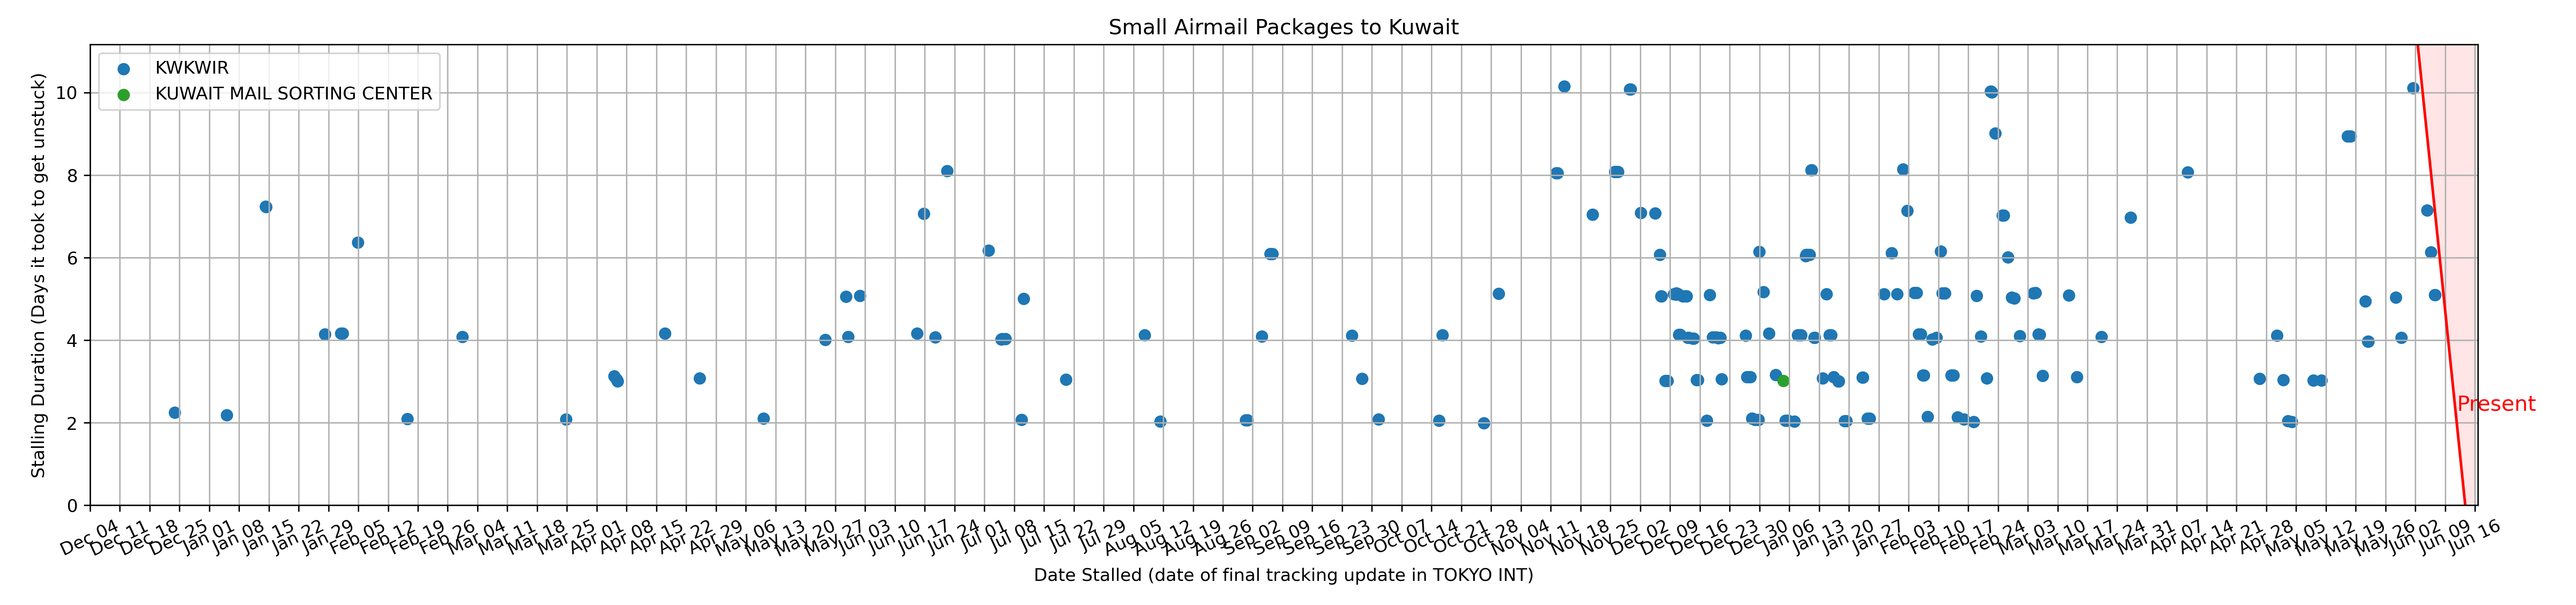 Small Airmail Packages to Kuwait
KWKWIR
KUWAIT MAIL SORTING CENTER
Stalling Duration (Days it took to get unstuck)
10
8
6
4
2
0
Present
Dec 04 Dec 11 Dec 18 Dec 25 Jan 01 Jan 08 Jan 15 Jan 22 Jan 29 Feb 05 Feb 12 Feb 19 Feb 26 Mar 04 Mar 11 Mar 18 Mar 25 Apr 01 Apr 08 Apr 15 Apr 22 Apr 29 May 06 May 13 May 20 May 27 Jun 03 Jun 10 Jun 17 Jun 24 Jul 01 Jul 08 Jul 15 Jul 22 Jul 29 Aug 05 Aug 12 Aug 19 Aug 26 Sep 02 Sep 09 Sep 16 Sep 23 Sep 30 Oct 07 Oct 14 Oct 21 Oct 28 Nov 04 Nov 11 Nov 18 Nov 25 Dec 02 Dec 09 Dec 16 Dec 23 Dec 30 Jan 06 Jan 13 Jan 20 Jan 27 Feb 03 Feb 10 Feb 17 Feb 24 Mar 03 Mar 10 Mar 17 Mar 24 Mar 31 Apr 07 Apr 14 Apr 21 Apr 28 May 05 May 12 May 19 May 26 Jun 02 Jun 09 Jun 16
Date Stalled (date of final tracking update in TOKYO INT)